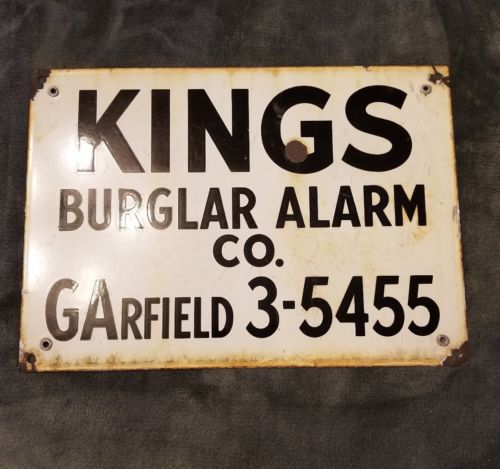 KINGS
BURGLAR ALARM
CO.
GARFIELD 3-5455